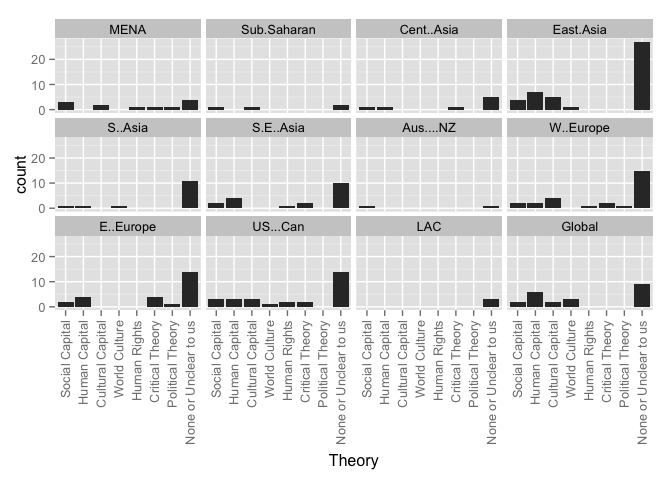 MENA Sub.Saharan Cent..Asia East.Asia
20
10
0
S..Asia S.E..Asia Aus....NZ W..Europe
20
10
0
E..Europe US...Can LAC Global
20
10
0
count
Social Capital
Human Capital
Cultural Capital
World Culture
Human Rights
Critical Theory
Political Theory
None or Unclear to us
Social Capital
Human Capital
Cultural Capital
World Culture
Human Rights
Critical Theory
Political Theory
None or Unclear to us
Social Capital
Human Capital
Cultural Capital
World Culture
Human Rights
Critical Theory
Political Theory
None or Unclear to us
Social Capital
Human Capital
Cultural Capital
World Culture
Human Rights
Critical Theory
Political Theory
None or Unclear to us
Theory